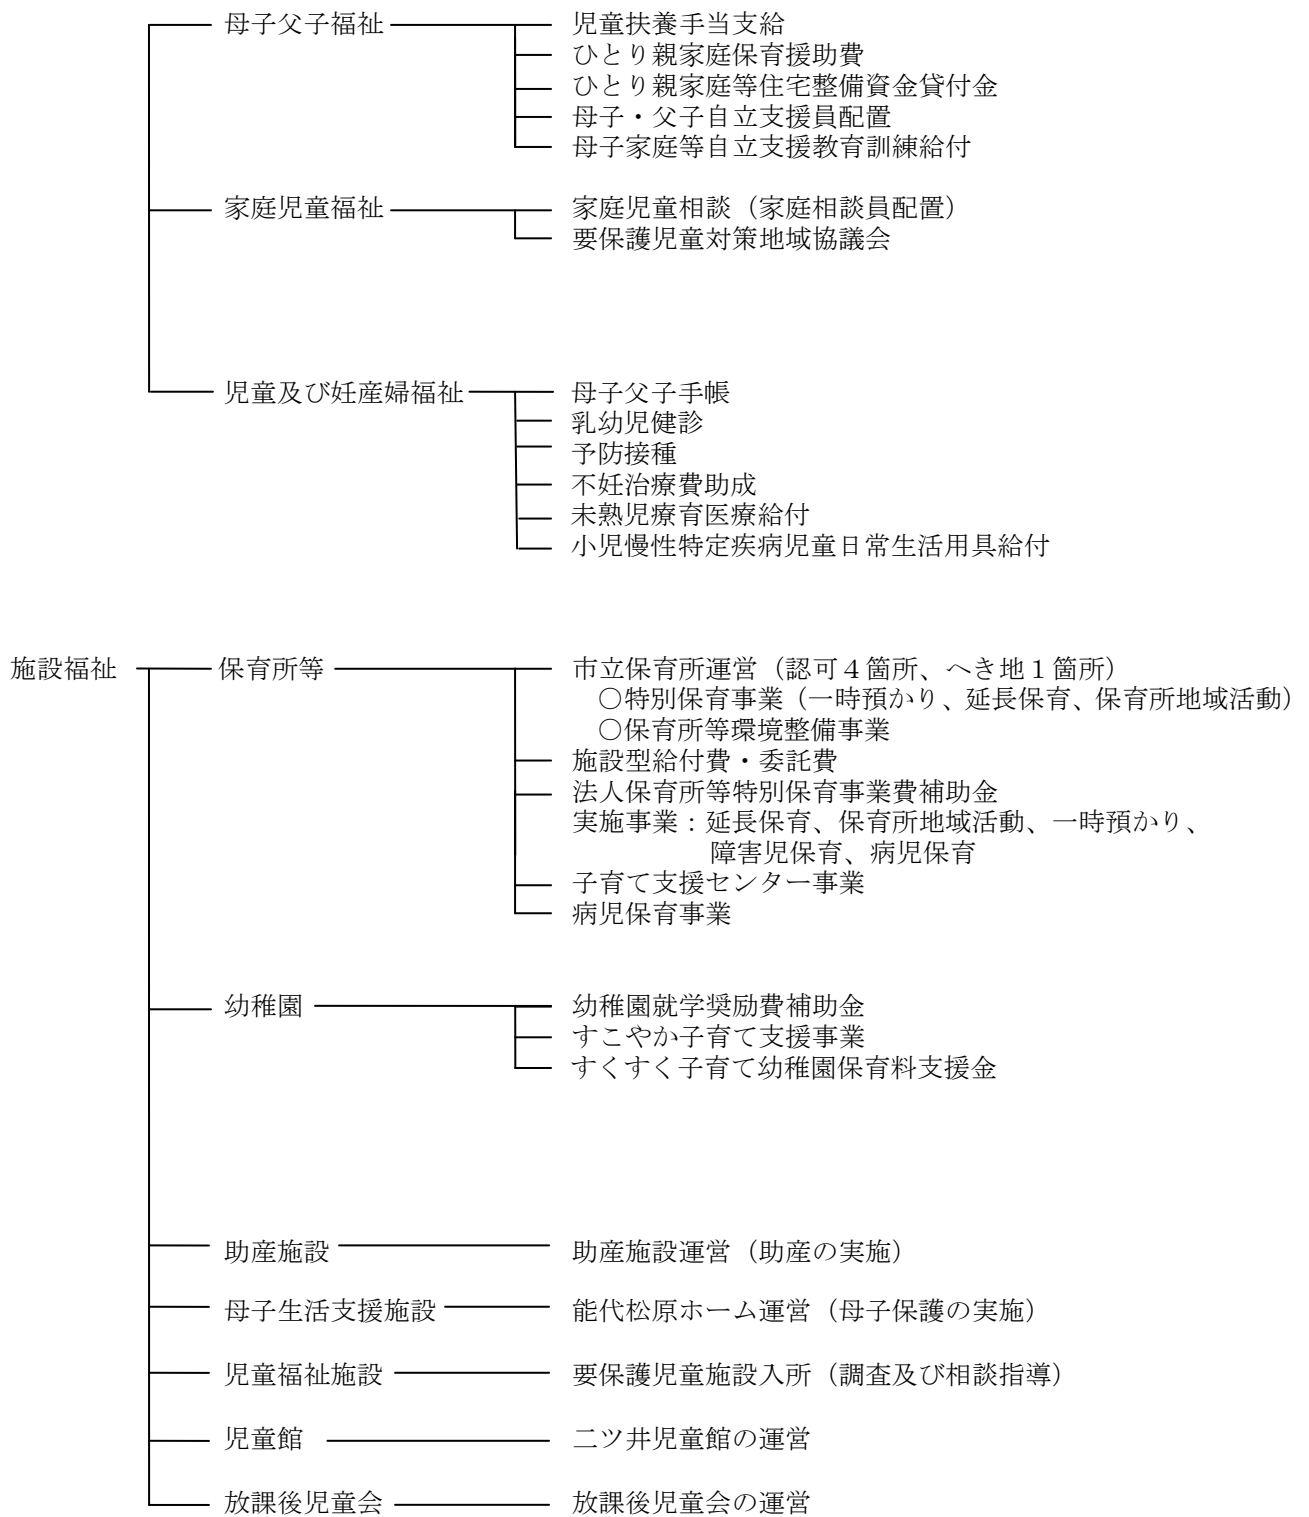 母子父子福祉 児童扶養手当支給
ひとり親家庭保育援助費
ひとり親家庭等住宅整備資金貸付金
母子・父子自立支援員配置
母子家庭等自立支援教育訓練給付
家庭児童福祉 家庭児童相談（家庭相談員配置）
要保護児童対策地域協議会
児童及び妊産婦福祉 母子父子手帳
乳幼児健診
予防接種
不妊治療費助成
未熟児療育医療給付
小児慢性特定疾病児童日常生活用具給付
施設福祉 保育所等 市立保育所運営（認可４箇所、へき地１箇所）
○特別保育事業（一時預かり、延長保育、保育所地域活動）
○保育所等環境整備事業
施設型給付費・委託費
法人保育所等特別保育事業費補助金
実施事業：延長保育、保育所地域活動、一時預かり、
障害児保育、病児保育
子育て支援センター事業
病児保育事業
幼稚園 幼稚園就学奨励費補助金
すこやか子育て支援事業
すくすく子育て幼稚園保育料支援金
助産施設 助産施設運営（助産の実施）
母子生活支援施設 能代松原ホーム運営（母子保護の実施）
児童福祉施設 要保護児童施設入所（調査及び相談指導）
児童館 二ツ井児童館の運営
放課後児童会 放課後児童会の運営